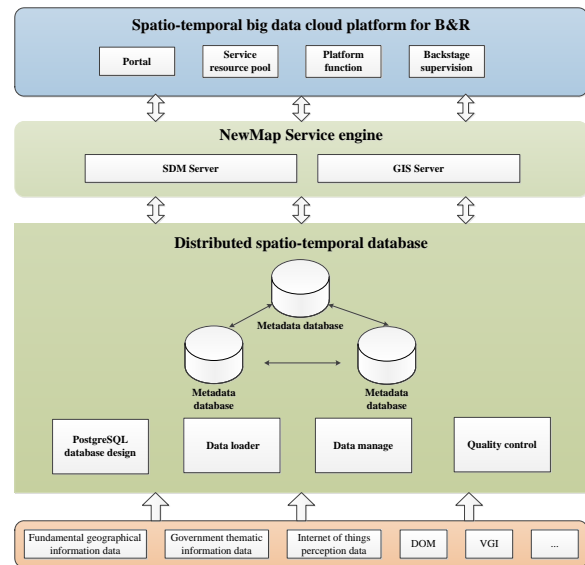 Spatio-temporal big data cloud platform for B&R
Portal
Service
resource pool
Platform
function
Backstage
supervision
NewMap Service engine
SDM Server
GIS Server
Distributed spatio-temporal database
Metadata database
Metadata
database
Metadata
database
PostgreSQL
database design
Data loader
Data manage
Quality control
Fundamental geographical
information data
Government thematic
information data
Internet of things
perception data
DOM
VGI
...